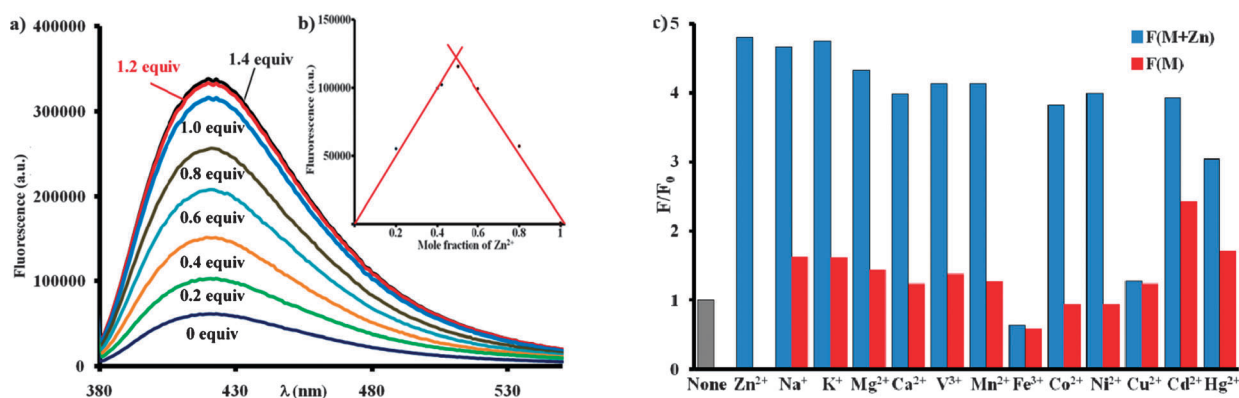 a)
400000
300000
200000
100000
0
Fluorescence (a.u.)
1.2 equiv
1.4 equiv
1.0 equiv
0.8 equiv
0.6 equiv
0.4 equiv
0.2 equiv
0 equiv
380
430
λ (nm)
480
530
b)
150000
100000
50000
Flurorescence (a.u.)
0.2
0.4
0.6
0.8
1
Mole fraction of Zn²⁺
c)
5
4
3
2
1
0
F/F₀
F(M+Zn)
F(M)
None Zn²⁺ Na⁺ K⁺ Mg²⁺ Ca²⁺ V³⁺ Mn²⁺ Fe³⁺ Co²⁺ Ni²⁺ Cu²⁺ Cd²⁺ Hg²⁺